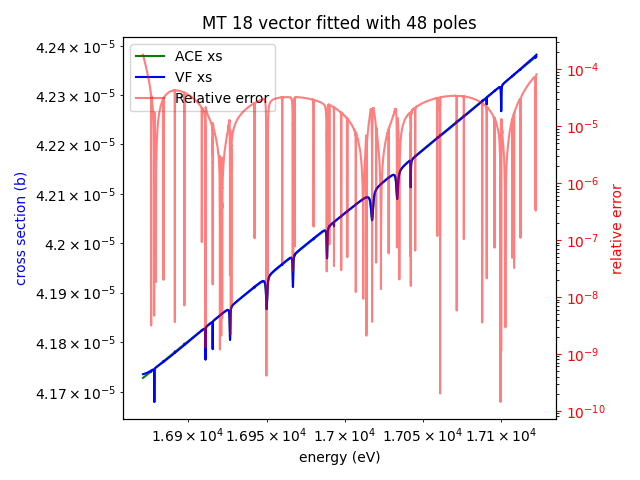 MT 18 vector fitted with 48 poles
ACE xs
VF xs
Relative error
cross section (b)
4.24 × 10⁻⁵
4.23 × 10⁻⁵
4.22 × 10⁻⁵
4.21 × 10⁻⁵
4.2 × 10⁻⁵
4.19 × 10⁻⁵
4.18 × 10⁻⁵
4.17 × 10⁻⁵
10⁻⁴
10⁻⁵
10⁻⁶
10⁻⁷
10⁻⁸
10⁻⁹
10⁻¹⁰
relative error
1.69 × 10⁴ 1.695 × 10⁴ 1.7 × 10⁴ 1.705 × 10⁴ 1.71 × 10⁴
energy (eV)